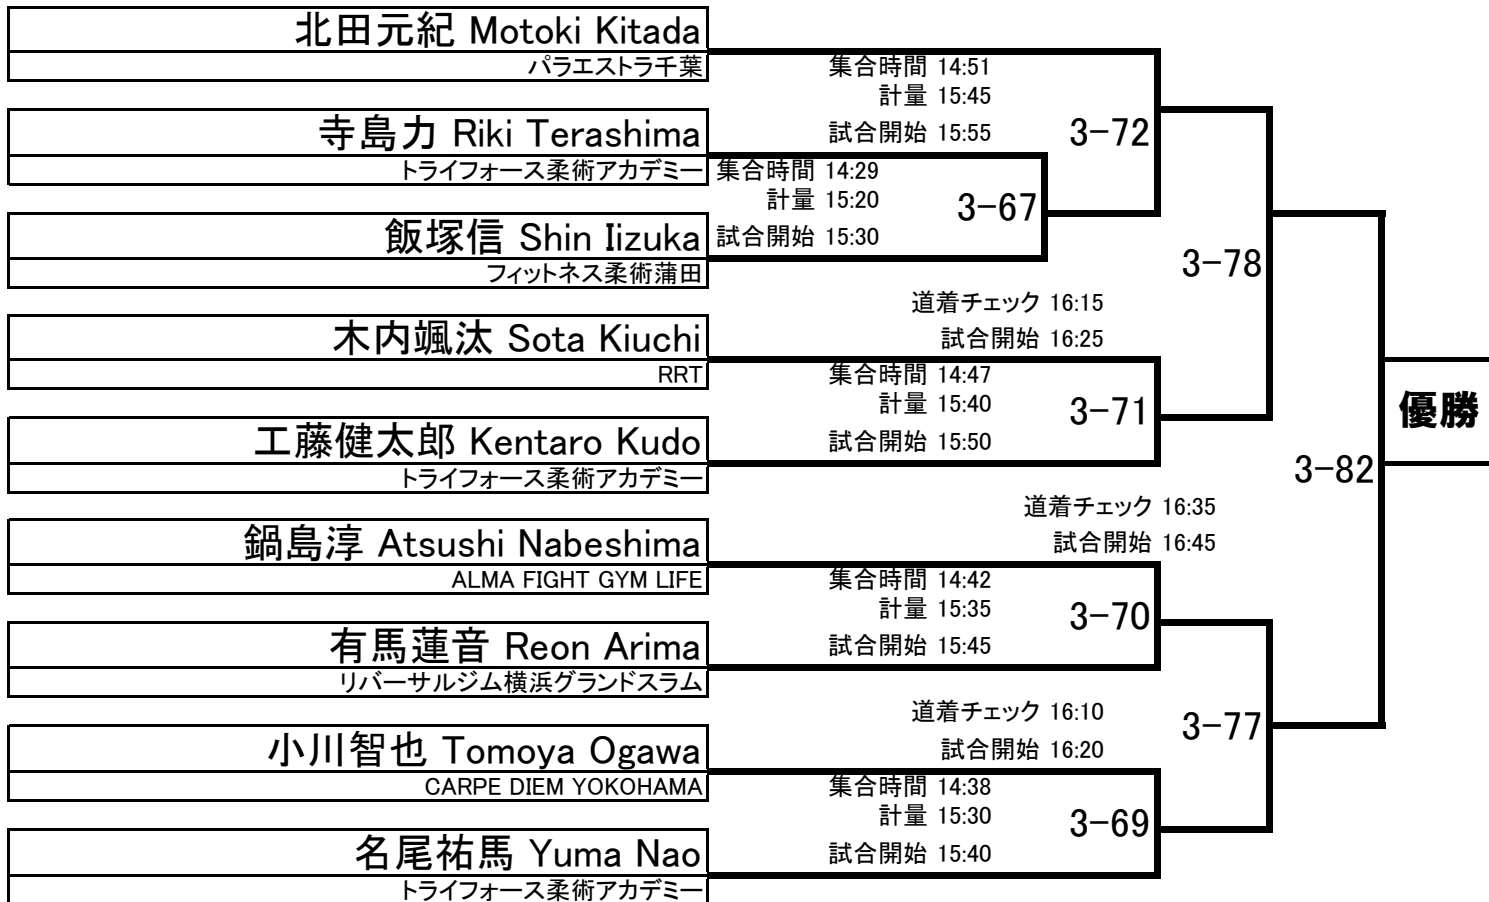 北田元紀 Motoki Kitada
パラエストラ千葉
集合時間 14:51
計量 15:45
試合開始 15:55
3-72
寺島力 Riki Terashima
トライフォース柔術アカデミー
集合時間 14:29
計量 15:20
試合開始 15:30
3-67
飯塚信 Shin Iizuka
フィットネス柔術蒲田
3-78
道着チェック 16:15
試合開始 16:25
木内颯汰 Sota Kiuchi
RRT
集合時間 14:47
計量 15:40
試合開始 15:50
3-71
優勝
工藤健太郎 Kentaro Kudo
トライフォース柔術アカデミー
3-82
道着チェック 16:35
試合開始 16:45
鍋島淳 Atsushi Nabeshima
ALMA FIGHT GYM LIFE
集合時間 14:42
計量 15:35
試合開始 15:45
3-70
有馬蓮音 Reon Arima
リバーサルジム横浜グランドスラム
道着チェック 16:10
試合開始 16:20
3-77
小川智也 Tomoya Ogawa
CARPE DIEM YOKOHAMA
集合時間 14:38
計量 15:30
試合開始 15:40
3-69
名尾祐馬 Yuma Nao
トライフォース柔術アカデミー